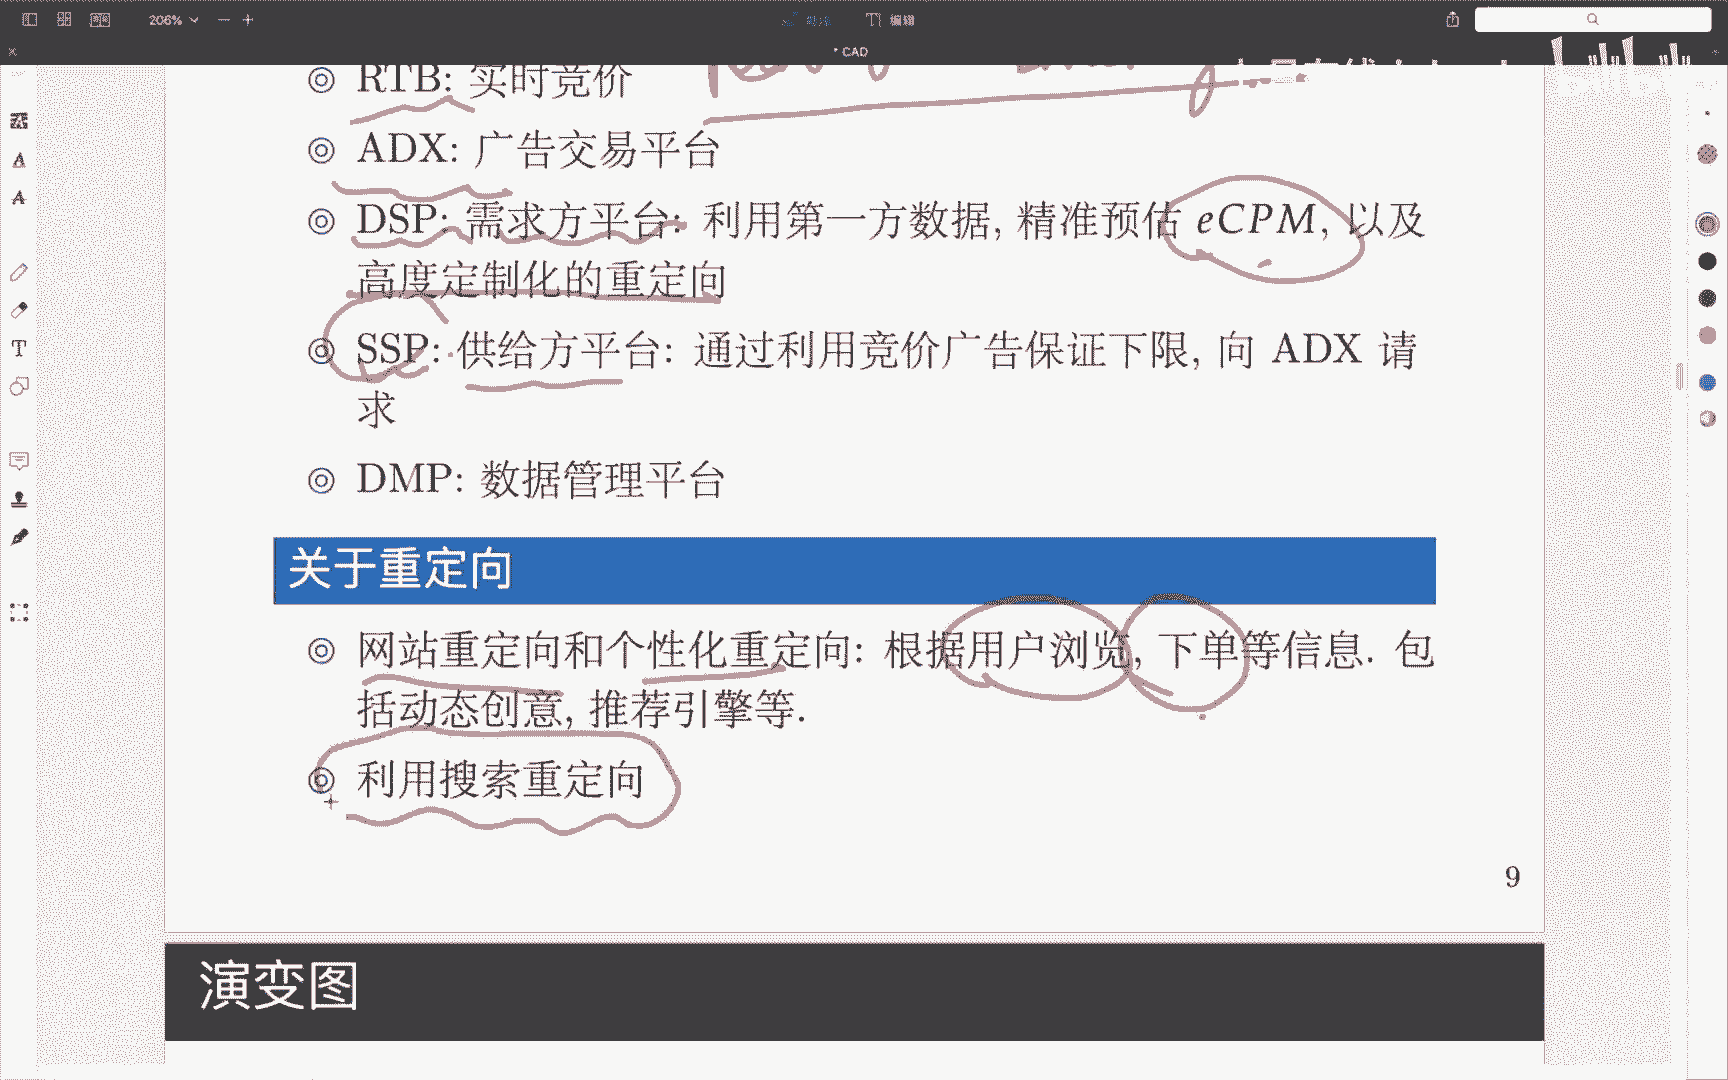 206%
编辑
CAD
RTB: 实时竞价
ADX: 广告交易平台
DSP: 需求方平台: 利用第一方数据, 精准预估 eCPM, 以及
高度定制化的重定向
SSP: 供给方平台: 通过利用竞价广告保证下限, 向 ADX 请
求
DMP: 数据管理平台
关于重定向
网站重定向和个性化重定向: 根据用户浏览, 下单等信息. 包
括动态创意, 推荐引擎等.
利用搜索重定向
9
演变图